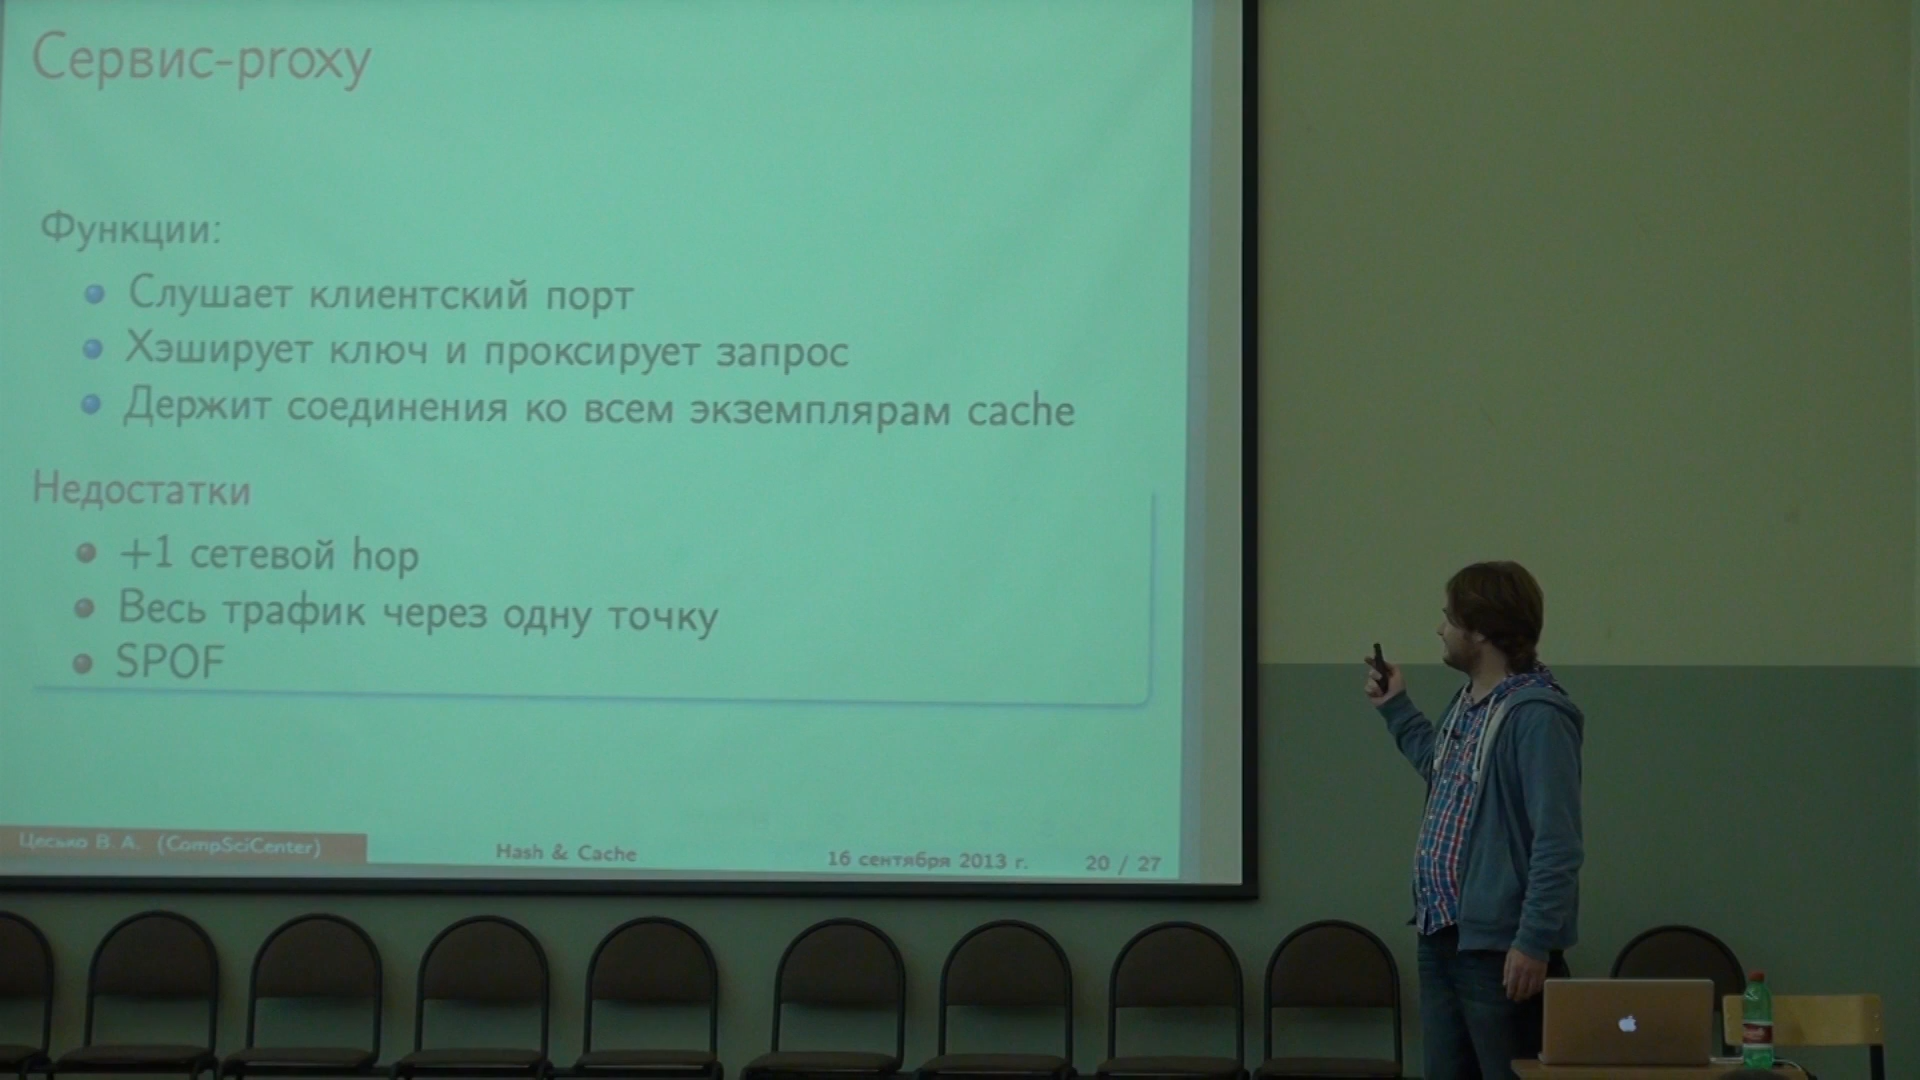 Сервис-proxy
Функции:
Слушает клиентский порт
Хэширует ключ и проксирует запрос
Держит соединения ко всем экземплярам cache
Недостатки
+1 сетевой hop
Весь трафик через одну точку
SPOF
Цесько В. А. (CompSciCenter)
Hash & Cache
16 сентября 2013 г.
20 / 27